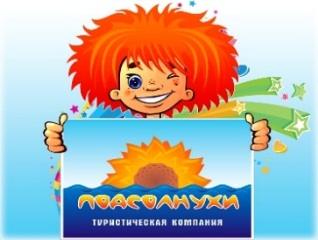 ПОДСОЛНУХИ
ТУРИСТИЧЕСКАЯ КОМПАНИЯ